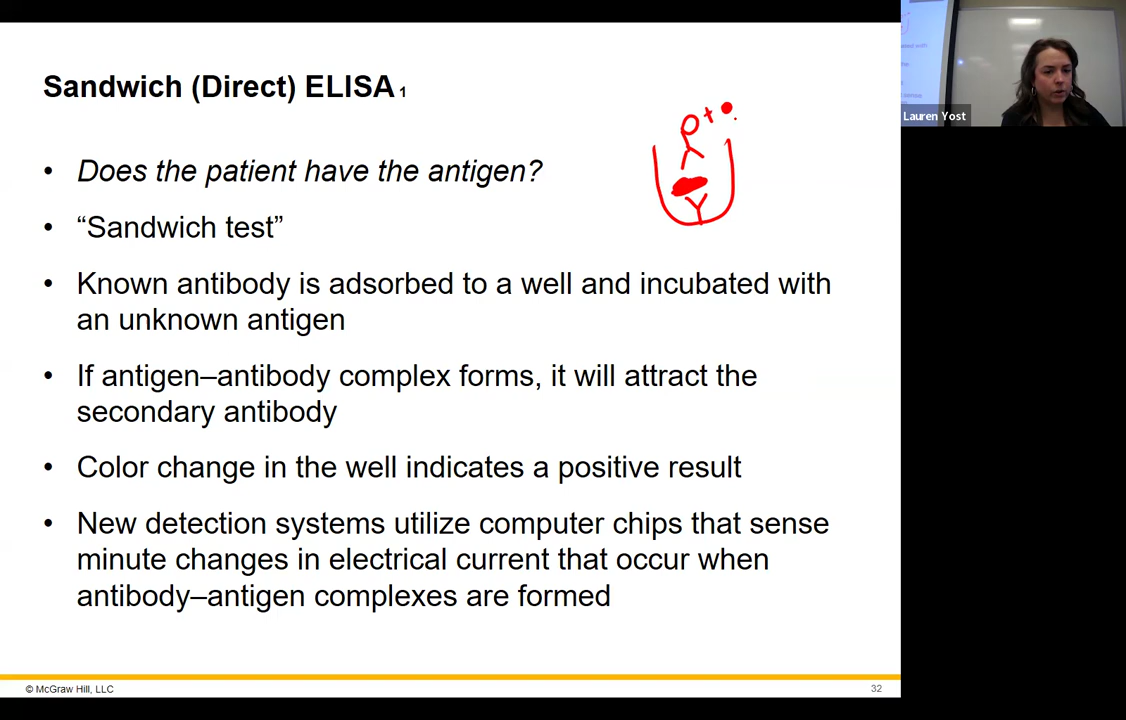 Sandwich (Direct) ELISA 1
• Does the patient have the antigen?
• “Sandwich test”
• Known antibody is adsorbed to a well and incubated with
an unknown antigen
• If antigen–antibody complex forms, it will attract the
secondary antibody
• Color change in the well indicates a positive result
• New detection systems utilize computer chips that sense
minute changes in electrical current that occur when
antibody–antigen complexes are formed
© McGraw Hill, LLC
32
Lauren Yost